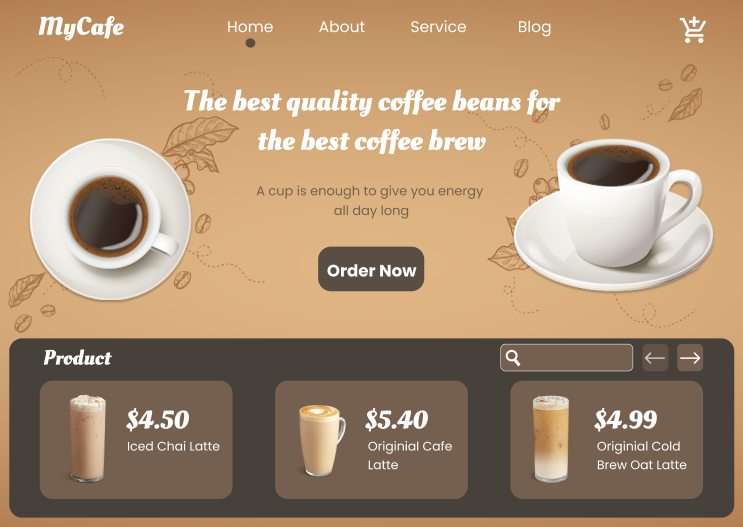 MyCafe
Home
About
Service
Blog
The best quality coffee beans for
the best coffee brew
A cup is enough to give you energy
all day long
Order Now
Product
$4.50
Iced Chai Latte
$5.40
Originial Cafe
Latte
$4.99
Originial Cold
Brew Oat Latte